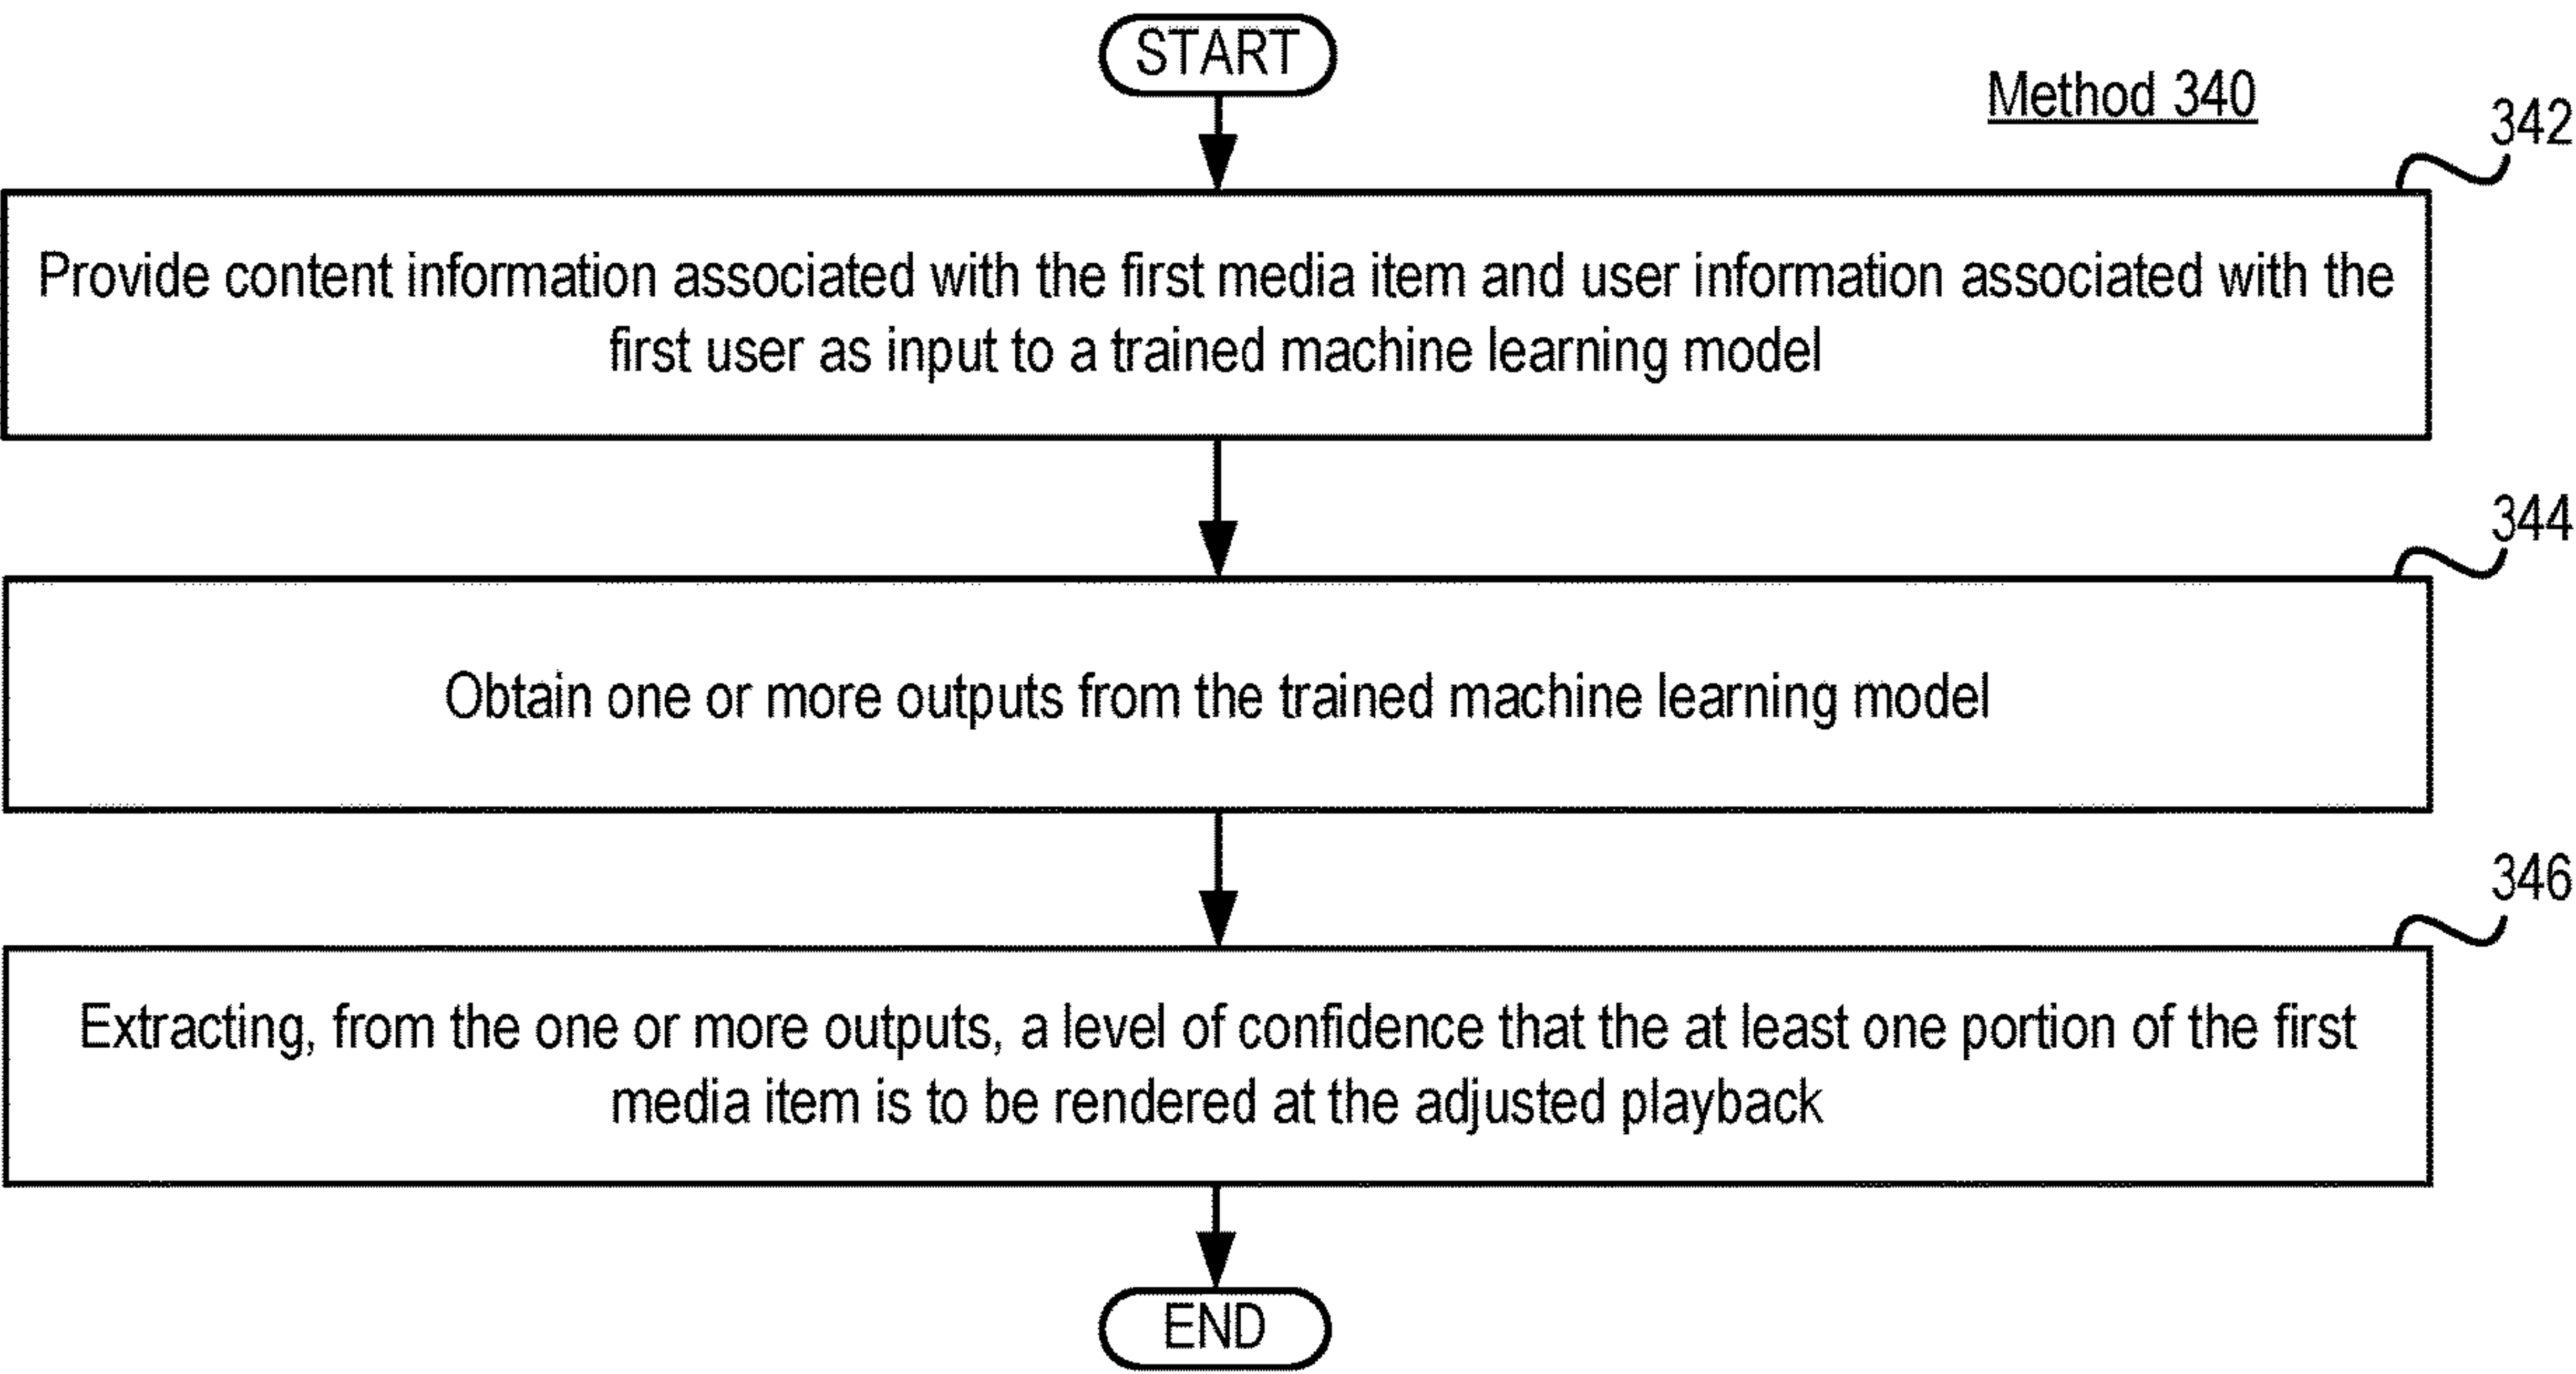 START
Method 340
342
Provide content information associated with the first media item and user information associated with the
first user as input to a trained machine learning model
344
Obtain one or more outputs from the trained machine learning model
346
Extracting, from the one or more outputs, a level of confidence that the at least one portion of the first
media item is to be rendered at the adjusted playback
END